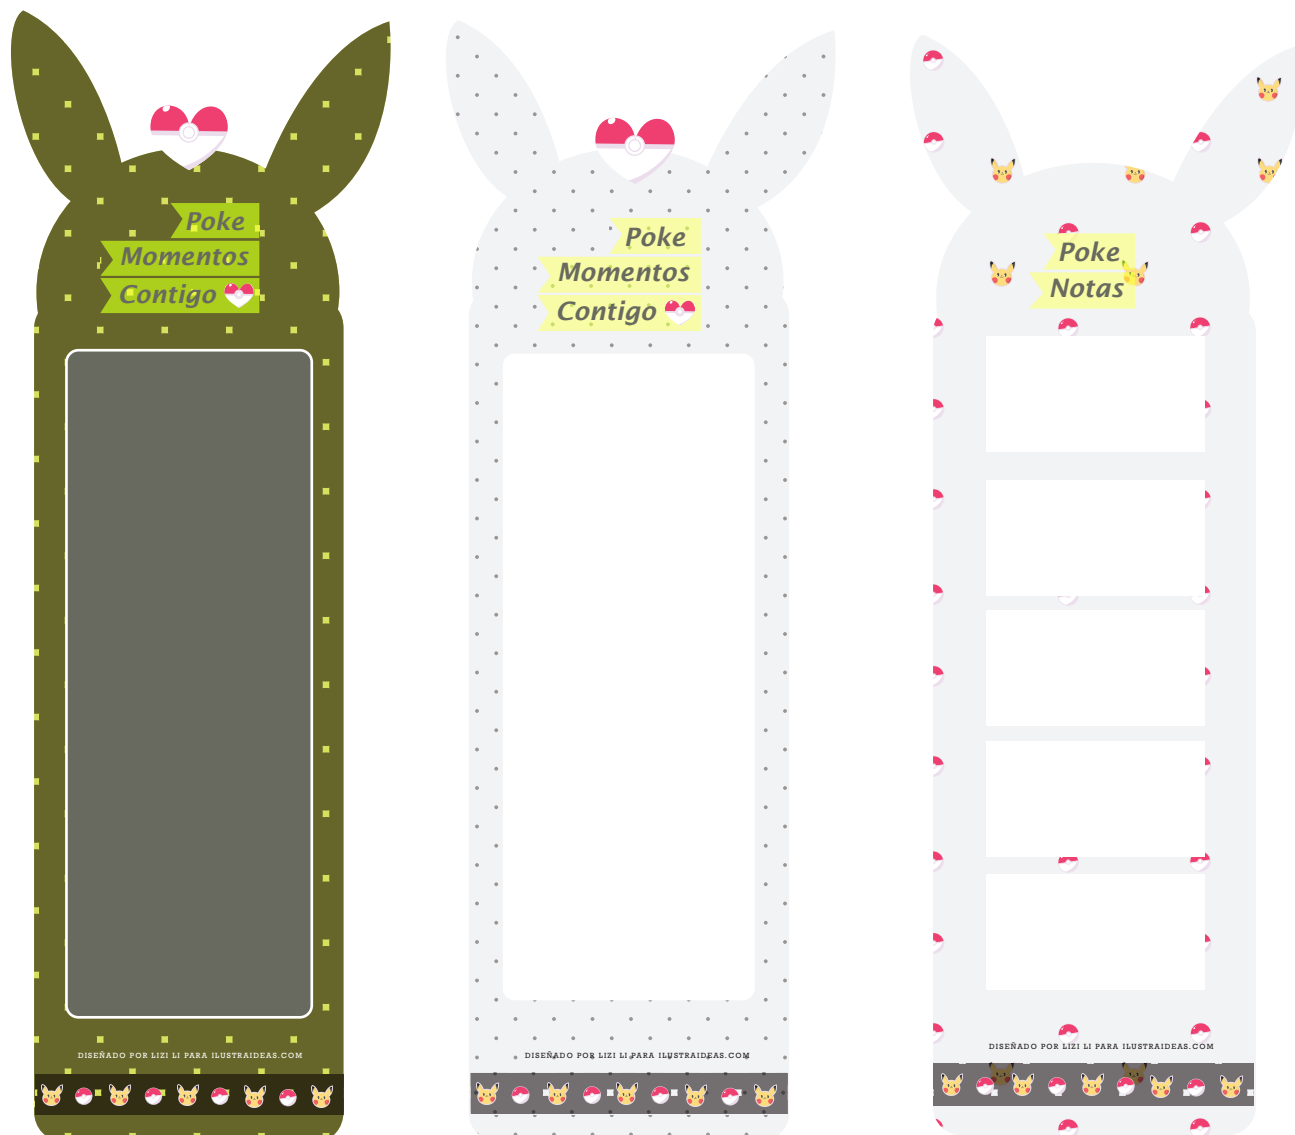 Poke
Momentos
Contigo
DISEÑADO POR LIZI LI PARA ILUSTRAIDEAS.COM
Poke
Momentos
Contigo
DISEÑADO POR LIZI LI PARA ILUSTRAIDEAS.COM
Poke
Notas
DISEÑADO POR LIZI LI PARA ILUSTRAIDEAS.COM